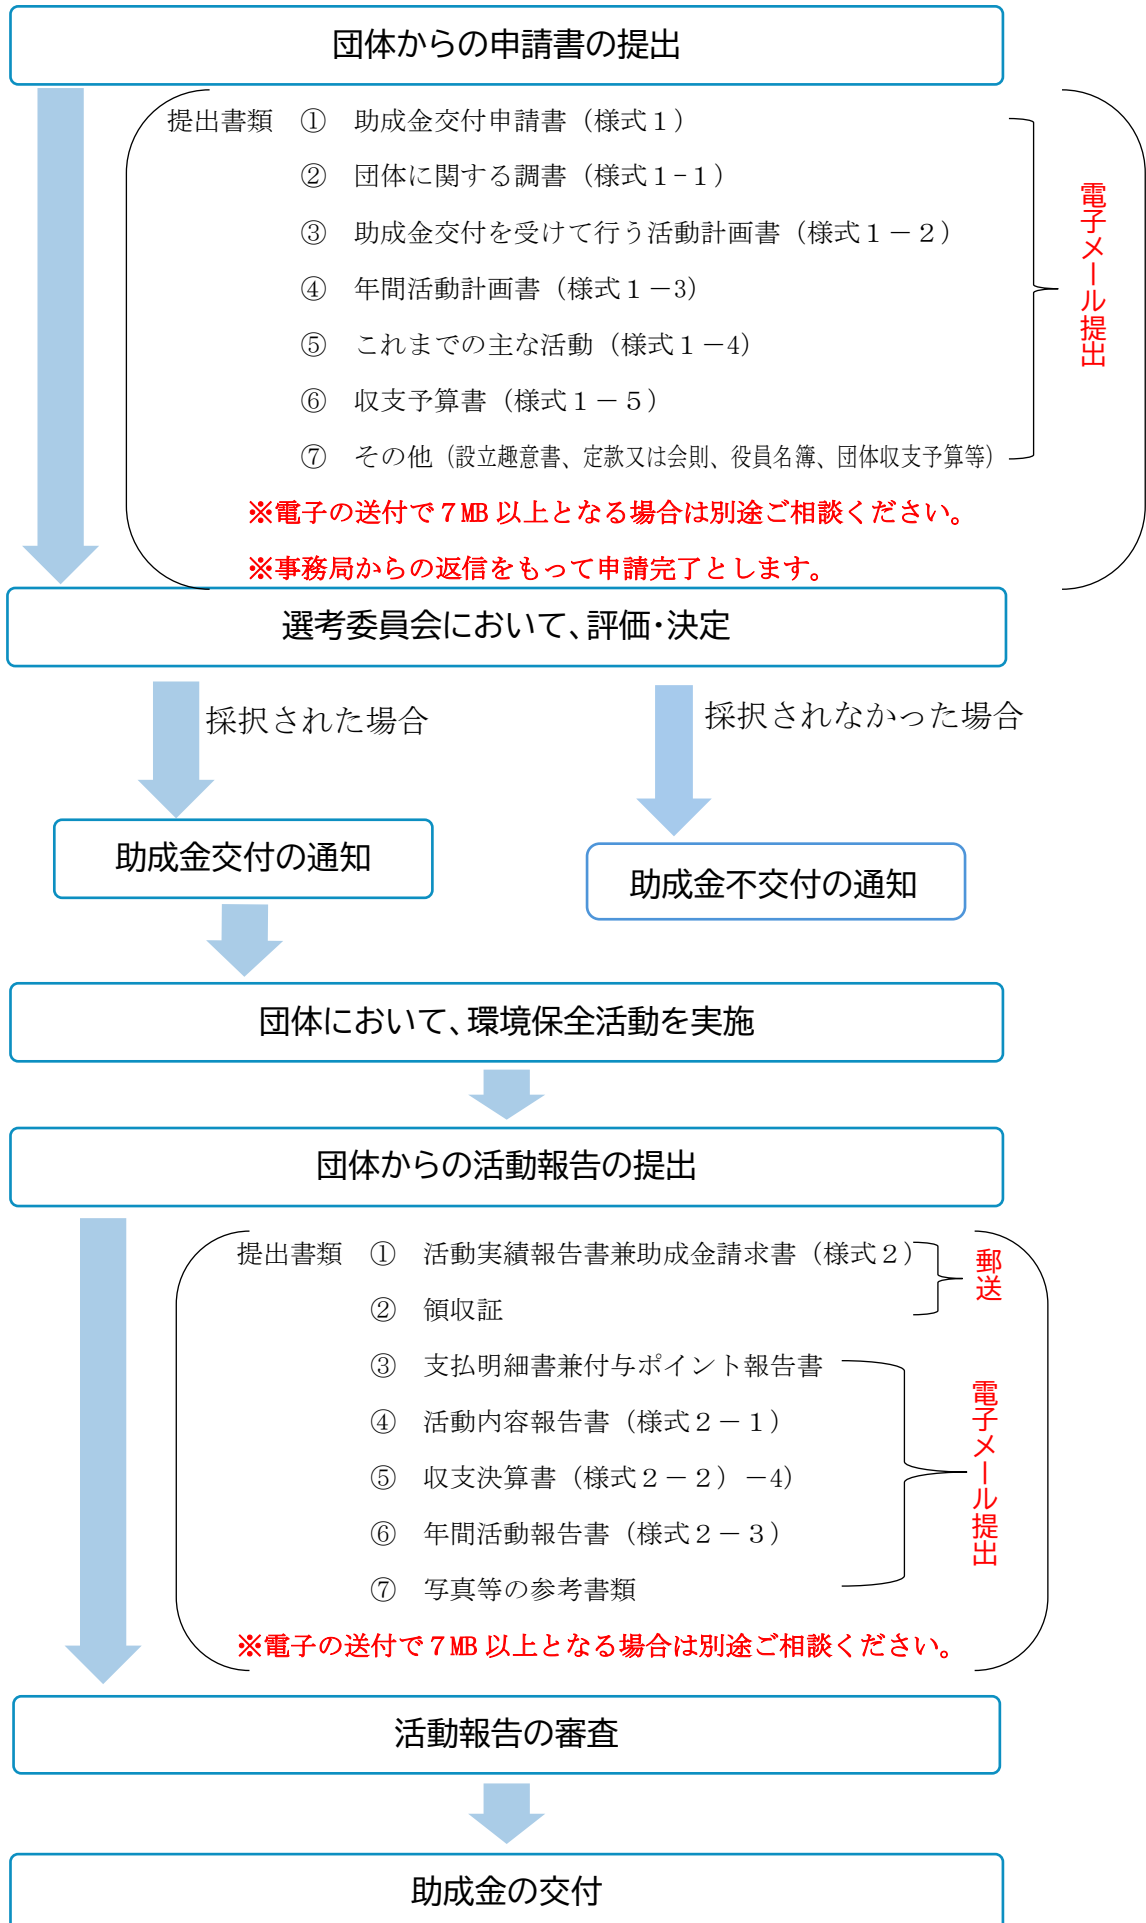 団体からの申請書の提出
提出書類　①　助成金交付申請書（様式１）
②　団体に関する調書（様式１-１）
③　助成金交付を受けて行う活動計画書（様式１－２）
④　年間活動計画書（様式１－3）
⑤　これまでの主な活動（様式１－4）
⑥　収支予算書（様式１－５）
⑦　その他（設立趣意書、定款又は会則、役員名簿、団体収支予算等）
電子メール提出
※電子の送付で７MB 以上となる場合は別途ご相談ください。
※事務局からの返信をもって申請完了とします。
選考委員会において、評価・決定
採択された場合
採択されなかった場合
助成金交付の通知
助成金不交付の通知
団体において、環境保全活動を実施
団体からの活動報告の提出
提出書類　①　活動実績報告書兼助成金請求書（様式２）
②　領収証
郵送
③　支払明細書兼付与ポイント報告書
④　活動内容報告書（様式２－１）
⑤　収支決算書（様式２－２）－4）
⑥　年間活動報告書（様式２－３）
⑦　写真等の参考書類
電子メール提出
※電子の送付で７MB 以上となる場合は別途ご相談ください。
活動報告の審査
助成金の交付